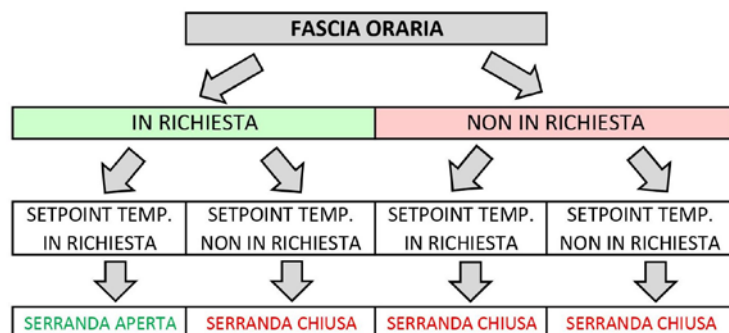 FASCIA ORARIA
IN RICHIESTA
NON IN RICHIESTA
SETPOINT TEMP.
IN RICHIESTA
SETPOINT TEMP.
NON IN RICHIESTA
SETPOINT TEMP.
IN RICHIESTA
SETPOINT TEMP.
NON IN RICHIESTA
SERRANDA APERTA
SERRANDA CHIUSA
SERRANDA CHIUSA
SERRANDA CHIUSA